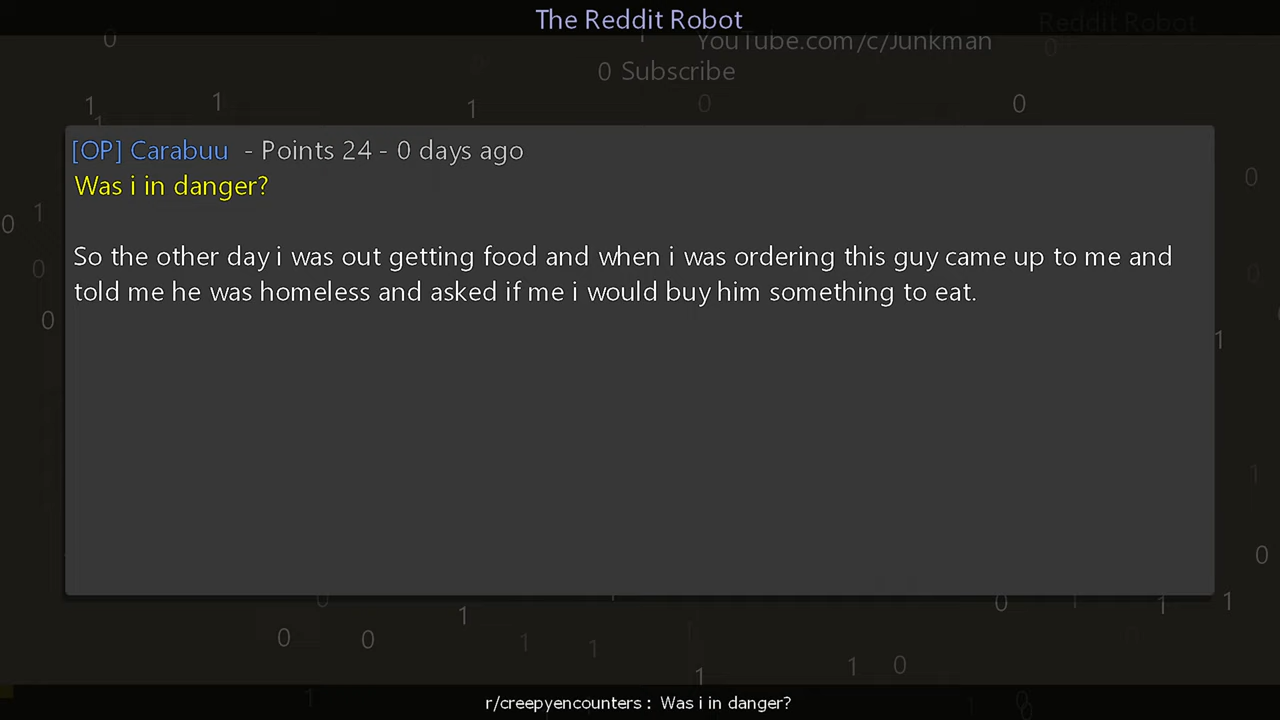 The Reddit Robot
Reddit Robot
YouTube.com/c/Junkman
0 Subscribe
[OP] Carabuu - Points 24 - 0 days ago
Was i in danger?
So the other day i was out getting food and when i was ordering this guy came up to me and
told me he was homeless and asked if me i would buy him something to eat.
r/creepyencounters : Was i in danger?